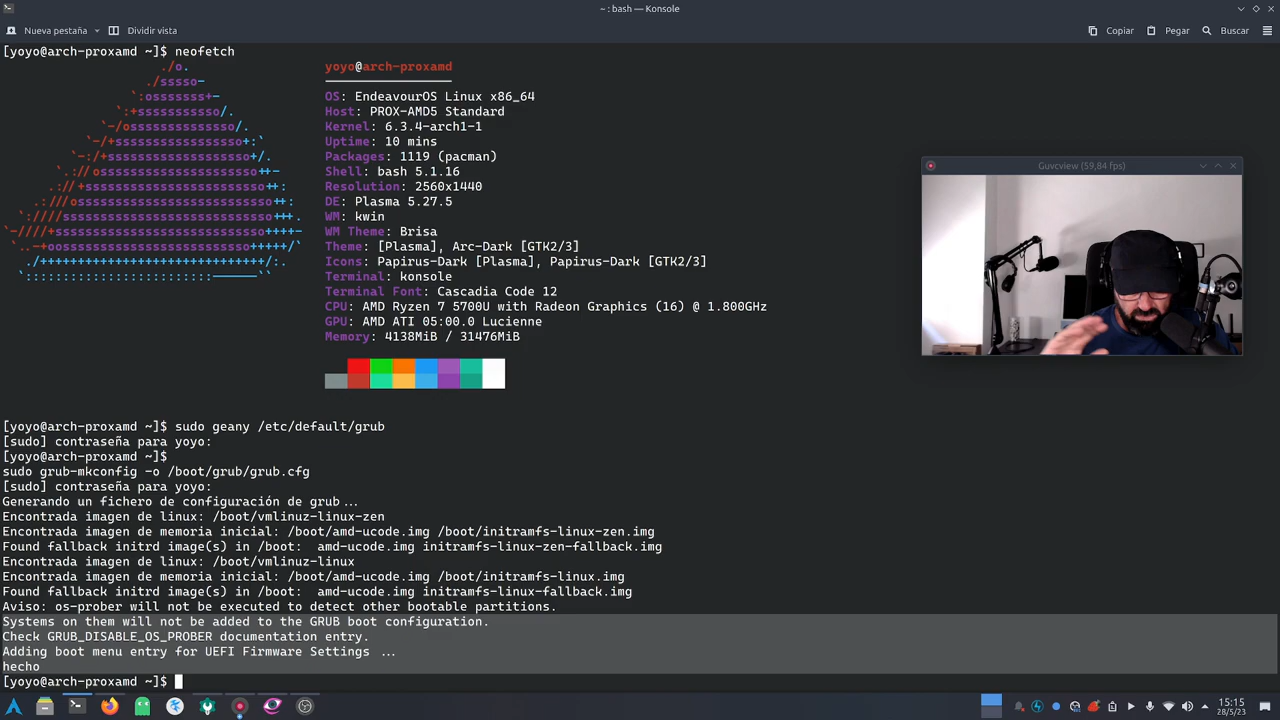 ~ : bash — Konsole
Nueva pestaña
Dividir vista
Copiar
Pegar
Buscar
[yoyo@arch-proxamd ~]$ neofetch
./o.
./sssso-
`:osssssss+-
`:+sssssssssso/.
`-/ossssssssssssso/.
`-/+sssssssssssssssso+:`
`-:/+sssssssssssssssssso+/.
`.://osssssssssssssssssssso++-
.://+ssssssssssssssssssssssso++:
.:///ossssssssssssssssssssssssso++:
`:////ssssssssssssssssssssssssssso+++.
`-////+ssssssssssssssssssssssssssso++++-
`..-+oosssssssssssssssssssssssso+++++/`
./++++++++++++++++++++++++++++++/:.
`:::::::::::::::::::::::::------``
yoyo@arch-proxamd
OS: EndeavourOS Linux x86_64
Host: PROX-AMD5 Standard
Kernel: 6.3.4-arch1-1
Uptime: 10 mins
Packages: 1119 (pacman)
Shell: bash 5.1.16
Resolution: 2560x1440
DE: Plasma 5.27.5
WM: kwin
WM Theme: Brisa
Theme: [Plasma], Arc-Dark [GTK2/3]
Icons: Papirus-Dark [Plasma], Papirus-Dark [GTK2/3]
Terminal: konsole
Terminal Font: Cascadia Code 12
CPU: AMD Ryzen 7 5700U with Radeon Graphics (16) @ 1.800GHz
GPU: AMD ATI 05:00.0 Lucienne
Memory: 4138MiB / 31476MiB
Guvcview (59,84 fps)
[yoyo@arch-proxamd ~]$ sudo geany /etc/default/grub
[sudo] contraseña para yoyo:
[yoyo@arch-proxamd ~]$
sudo grub-mkconfig -o /boot/grub/grub.cfg
[sudo] contraseña para yoyo:
Generando un fichero de configuración de grub...
Encontrada imagen de linux: /boot/vmlinuz-linux-zen
Encontrada imagen de memoria inicial: /boot/amd-ucode.img /boot/initramfs-linux-zen.img
Found fallback initrd image(s) in /boot:  amd-ucode.img initramfs-linux-zen-fallback.img
Encontrada imagen de linux: /boot/vmlinuz-linux
Encontrada imagen de memoria inicial: /boot/amd-ucode.img /boot/initramfs-linux.img
Found fallback initrd image(s) in /boot:  amd-ucode.img initramfs-linux-fallback.img
Aviso: os-prober will not be executed to detect other bootable partitions.
Systems on them will not be added to the GRUB boot configuration.
Check GRUB_DISABLE_OS_PROBER documentation entry.
Adding boot menu entry for UEFI Firmware Settings ...
hecho
[yoyo@arch-proxamd ~]$
15:15
28/5/23